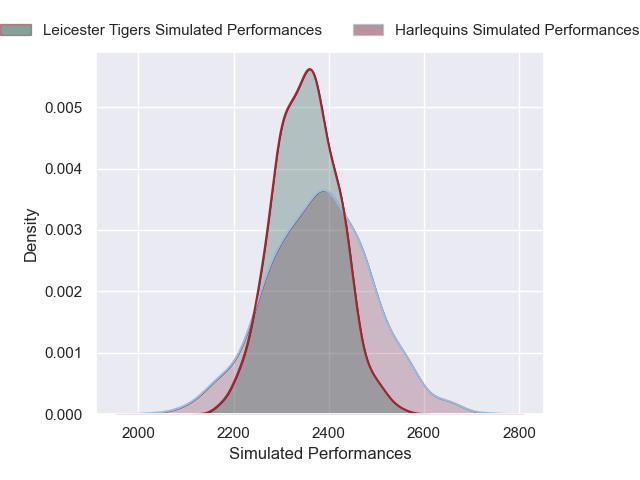 Leicester Tigers Simulated Performances
Harlequins Simulated Performances
0.005
0.004
0.003
0.002
0.001
0.000
Density
2000 2200 2400 2600 2800
Simulated Performances